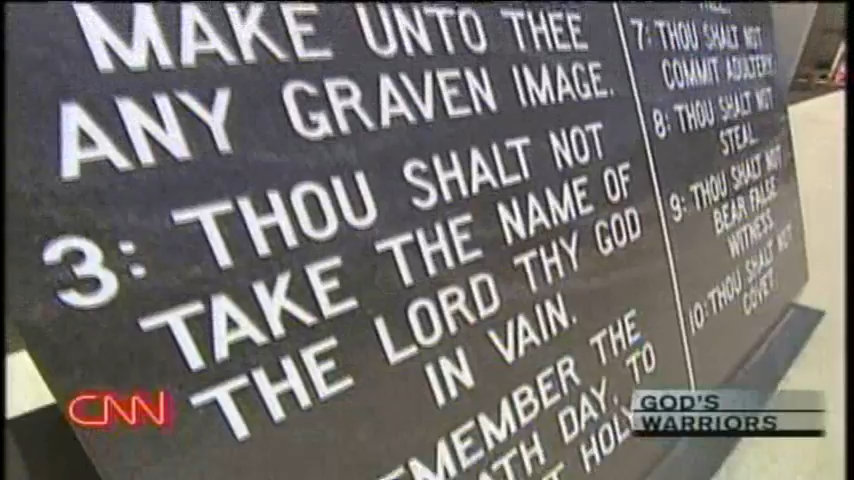 MAKE UNTO THEE
ANY GRAVEN IMAGE.
3: THOU SHALT NOT
TAKE THE NAME OF
THE LORD THY GOD
IN VAIN.
REMEMBER THE
DAY, TO
HOLY
7: THOU SHALT NOT
COMMIT ADULTERY
8: THOU SHALT NOT
STEAL.
9: THOU SHALT NOT
BEAR FALSE
WITNESS.
10: THOU SHALT NOT
COVET.
CNN
GOD'S
WARRIORS